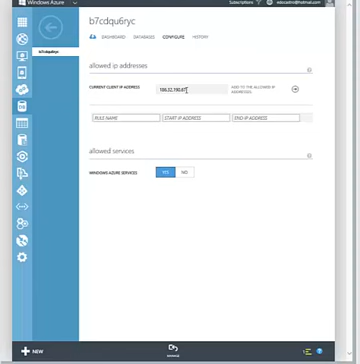 Windows Azure
Subscriptions
b7cdqu6ryc
b7cdqu6ryc
DASHBOARD DATABASES CONFIGURE HISTORY
allowed ip addresses
CURRENT CLIENT IP ADDRESS
ADD TO THE ALLOWED IP ADDRESSES.
RULE NAME START IP ADDRESS END IP ADDRESS
allowed services
WINDOWS AZURE SERVICES YES NO
NEW